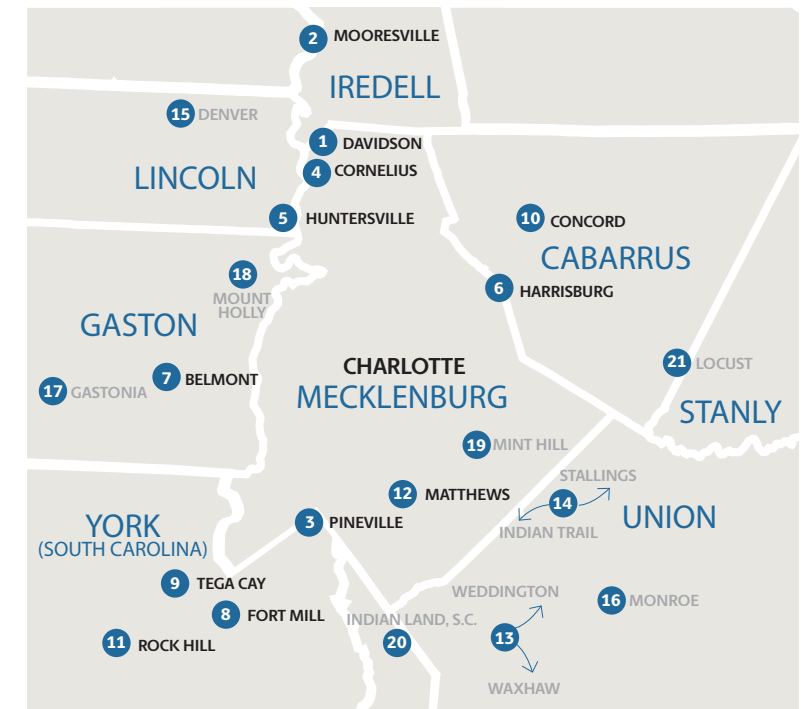 2 MOORESVILLE
IREDELL
15 DENVER
1 DAVIDSON
4 CORNELIUS
LINCOLN
5 HUNTERSVILLE
10 CONCORD
CABARRUS
18
MOUNT
HOLLY
6 HARRISBURG
GASTON
CHARLOTTE
MECKLENBURG
21 LOCUST
7 BELMONT
17 GASTONIA
STANLY
19 MINT HILL
STALLINGS
12 MATTHEWS
14
INDIAN TRAIL
UNION
3 PINEVILLE
YORK
(SOUTH CAROLINA)
9 TEGA CAY
WEDDINGTON
16 MONROE
8 FORT MILL
INDIAN LAND, S.C.
20
13
11 ROCK HILL
WAXHAW